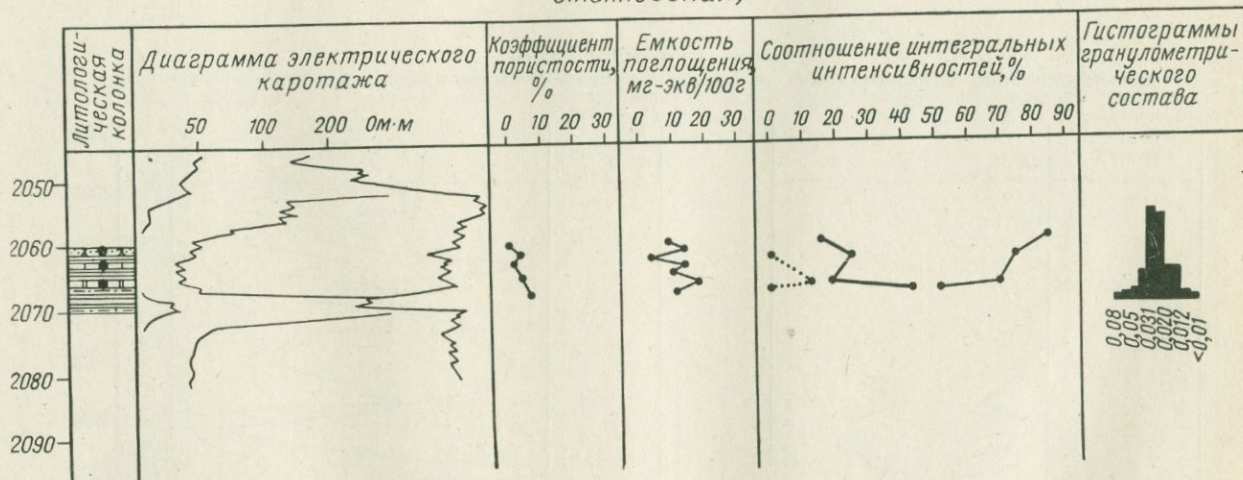 Литологи-
ческая
колонка
Диаграмма электрического
каротажа
50 100 200 Ом·м
Коэффициент
пористости,
%
0 10 20 30
Емкость
поглощения,
мг-экв/100г
0 10 20 30
Соотношение интегральных
интенсивностей, %
0 10 20 30 40 50 60 70 80 90
Гистограммы
гранулометри-
ческого
состава
2050
2060
2070
2080
2090
0,08
0,05
0,031
0,020
0,012
<0,01